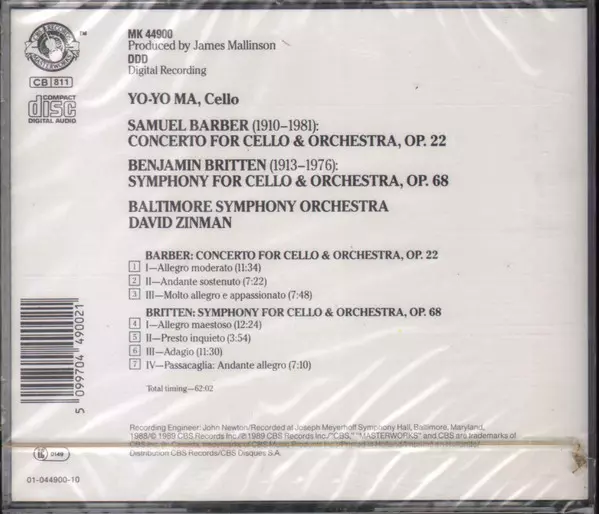 MK 44900
Produced by James Mallinson
DDD
Digital Recording
CBS RECORDS
MASTERWORKS
TM
CB 811
COMPACT
disc
DIGITAL AUDIO
YO-YO MA, Cello
SAMUEL BARBER (1910–1981):
CONCERTO FOR CELLO & ORCHESTRA, OP. 22
BENJAMIN BRITTEN (1913–1976):
SYMPHONY FOR CELLO & ORCHESTRA, OP. 68
BALTIMORE SYMPHONY ORCHESTRA
DAVID ZINMAN
BARBER: CONCERTO FOR CELLO & ORCHESTRA, OP. 22
1 I—Allegro moderato (11:34)
2 II—Andante sostenuto (7:22)
3 III—Molto allegro e appassionato (7:48)
BRITTEN: SYMPHONY FOR CELLO & ORCHESTRA, OP. 68
4 I—Allegro maestoso (12:24)
5 II—Presto inquieto (3:54)
6 III—Adagio (11:30)
7 IV—Passacaglia: Andante allegro (7:10)
Total timing—62:02
5 099704 490021
Recording Engineer: John Newton/Recorded at Joseph Meyerhoff Symphony Hall, Baltimore, Maryland,
1988/© 1989 CBS Records Inc./℗ 1989 CBS Records Inc./"CBS," "MASTERWORKS" and CBS are trademarks of
CBS Inc.
Distribution CBS Records/CBS Disques S.A.
01-044900-10